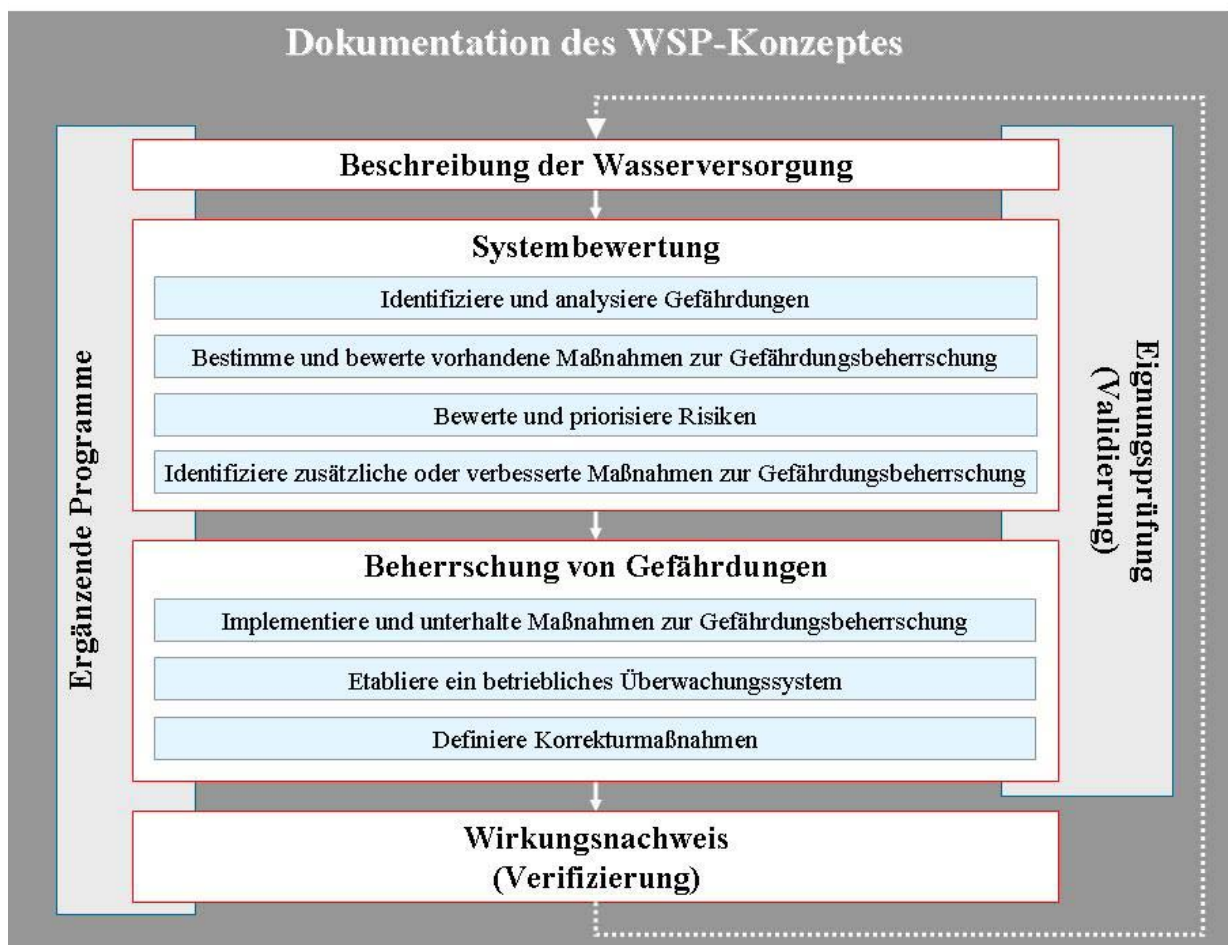 Dokumentation des WSP-Konzeptes
Beschreibung der Wasserversorgung
Systembewertung
Identifiziere und analysiere Gefährdungen
Bestimme und bewerte vorhandene Maßnahmen zur Gefährdungsbeherrschung
Bewerte und priorisiere Risiken
Identifiziere zusätzliche oder verbesserte Maßnahmen zur Gefährdungsbeherrschung
Beherrschung von Gefährdungen
Implementiere und unterhalte Maßnahmen zur Gefährdungsbeherrschung
Etabliere ein betriebliches Überwachungssystem
Definiere Korrekturmaßnahmen
Wirkungsnachweis
(Verifizierung)
Ergänzende Programme
Eignungsprüfung
(Validierung)